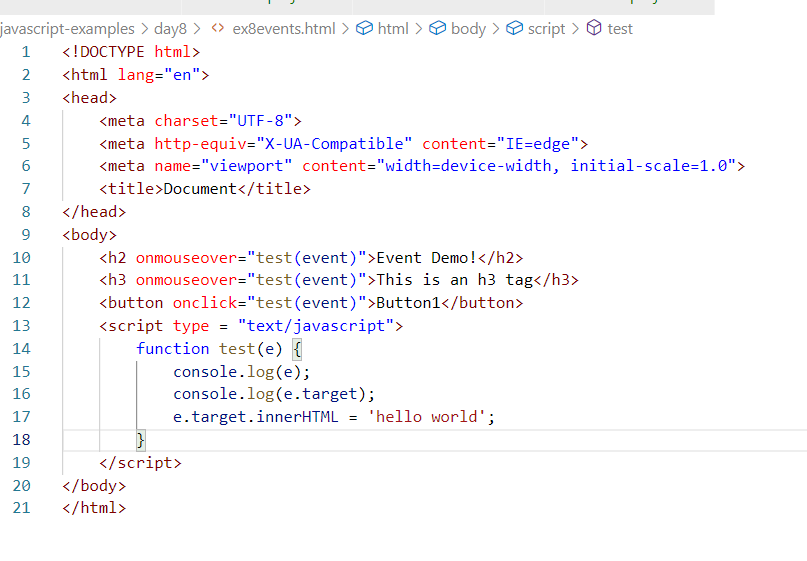 javascript-examples > day8 > <> ex8events.html > html > body > script > test
1 <!DOCTYPE html>
2 <html lang="en">
3 <head>
4     <meta charset="UTF-8">
5     <meta http-equiv="X-UA-Compatible" content="IE=edge">
6     <meta name="viewport" content="width=device-width, initial-scale=1.0">
7     <title>Document</title>
8 </head>
9 <body>
10     <h2 onmouseover="test(event)">Event Demo!</h2>
11     <h3 onmouseover="test(event)">This is an h3 tag</h3>
12     <button onclick="test(event)">Button1</button>
13     <script type = "text/javascript">
14         function test(e) {
15             console.log(e);
16             console.log(e.target);
17             e.target.innerHTML = 'hello world';
18         }
19     </script>
20 </body>
21 </html>